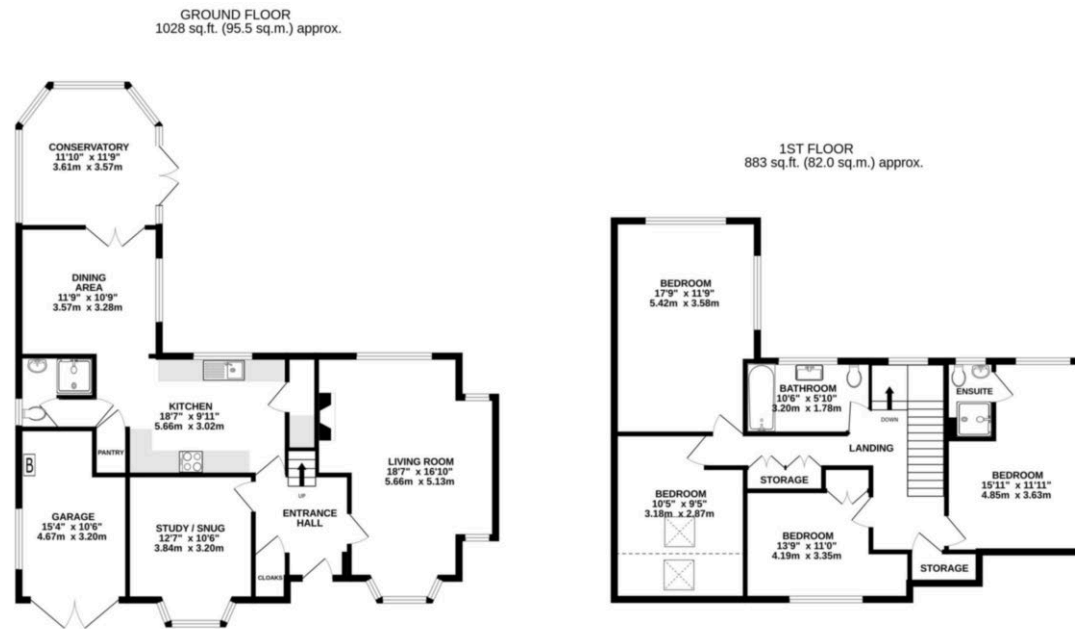 GROUND FLOOR
1028 sq.ft. (95.5 sq.m.) approx.
CONSERVATORY
11'10" x 11'9"
3.61m x 3.57m
DINING
AREA
11'9" x 10'9"
3.57m x 3.28m
KITCHEN
18'7" x 9'11"
5.66m x 3.02m
PANTRY
B
GARAGE
15'4" x 10'6"
4.67m x 3.20m
STUDY / SNUG
12'7" x 10'6"
3.84m x 3.20m
UP
ENTRANCE
HALL
CLOAKS
LIVING ROOM
18'7" x 16'10"
5.66m x 5.13m
1ST FLOOR
883 sq.ft. (82.0 sq.m.) approx.
BEDROOM
17'9" x 11'9"
5.42m x 3.58m
BATHROOM
10'6" x 5'10"
3.20m x 1.78m
DOWN
ENSUITE
LANDING
STORAGE
BEDROOM
10'5" x 9'5"
3.18m x 2.87m
BEDROOM
13'9" x 11'0"
4.19m x 3.35m
BEDROOM
15'11" x 11'11"
4.85m x 3.63m
STORAGE